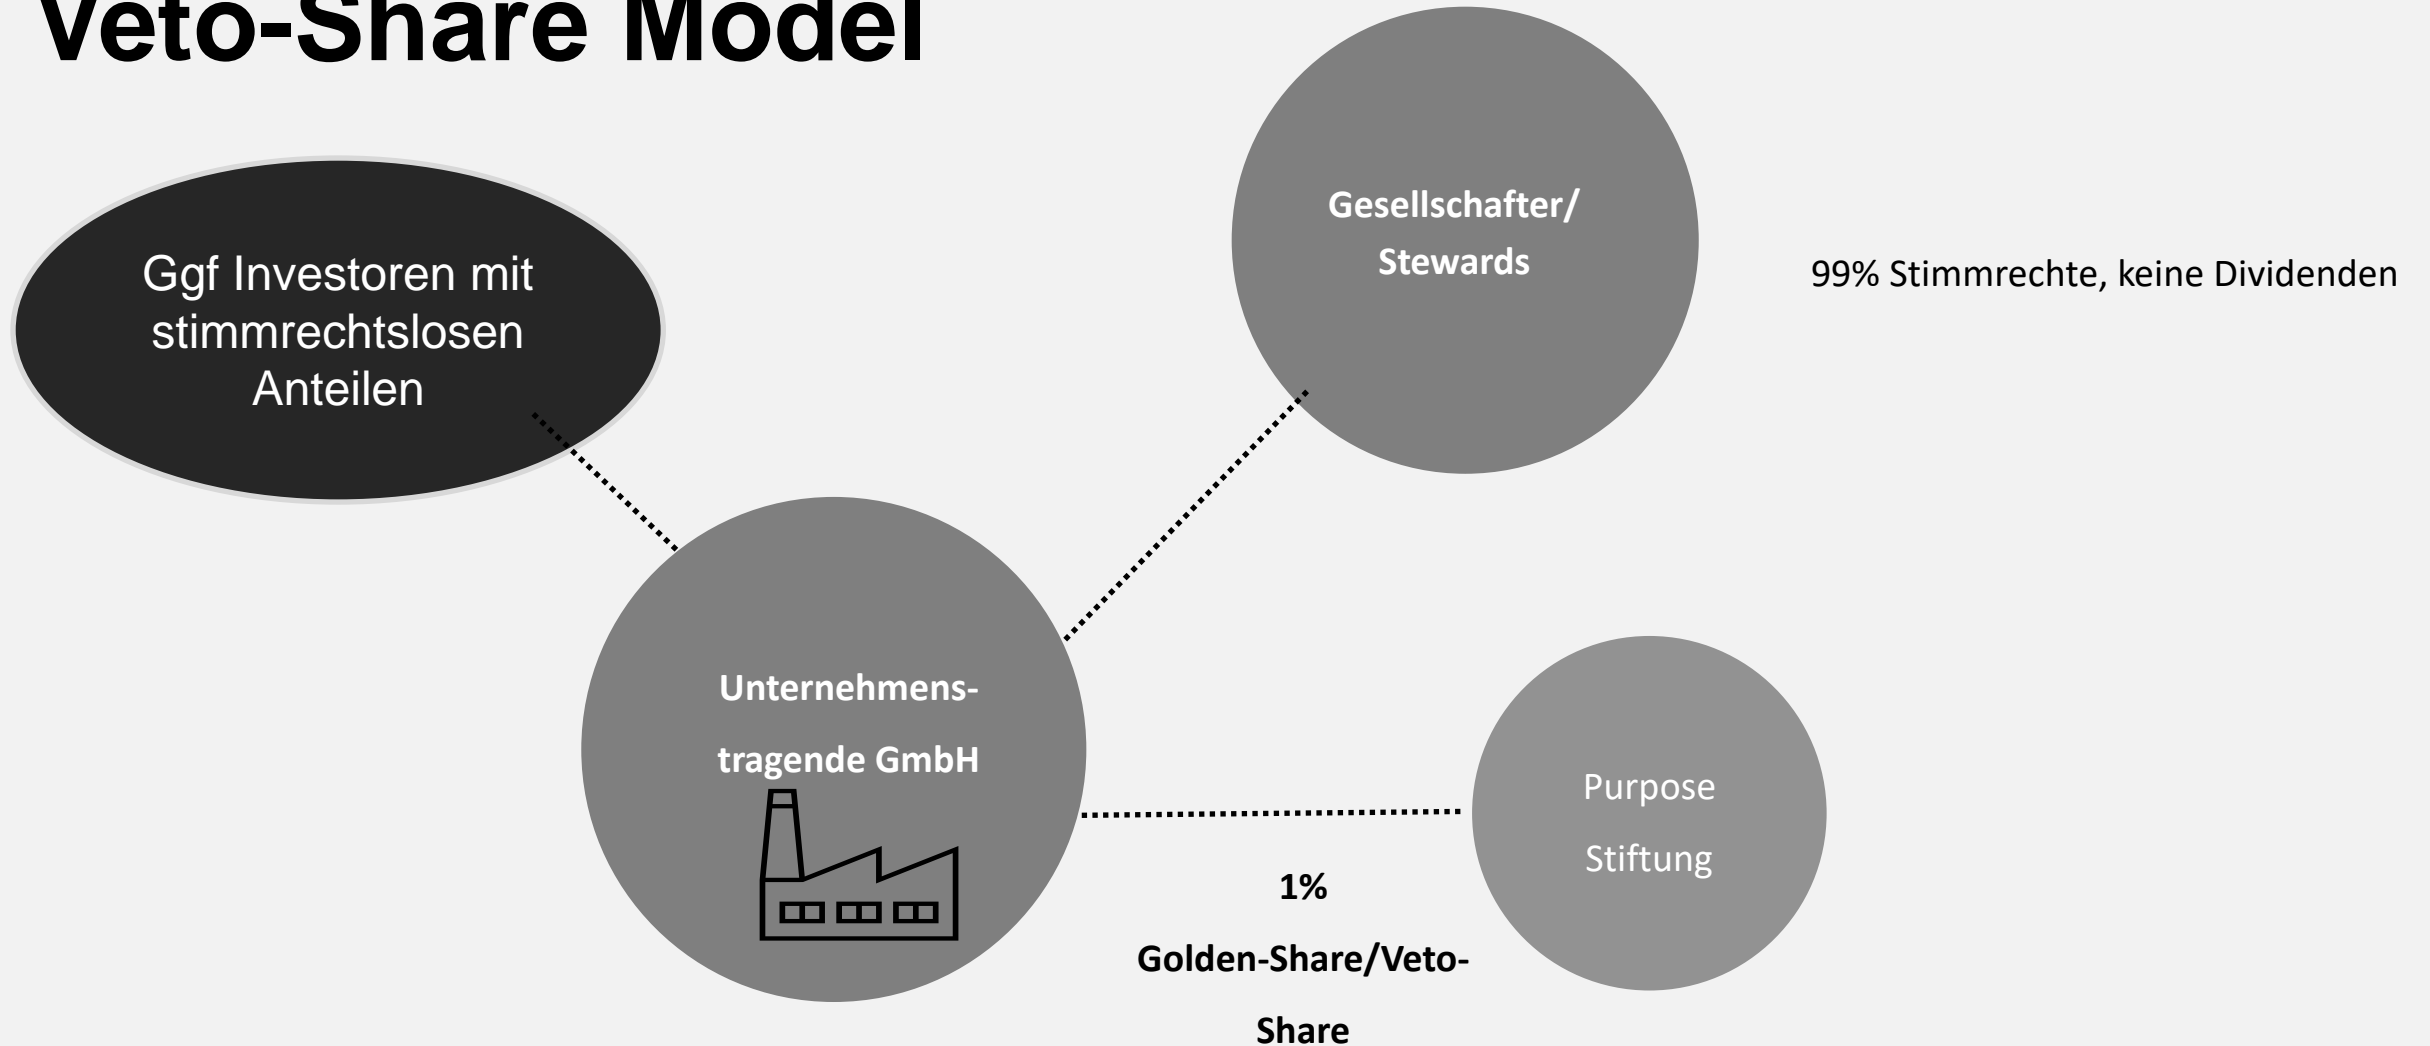 Veto-Share Model
Ggf Investoren mit
stimmrechtslosen
Anteilen
Gesellschafter/
Stewards
99% Stimmrechte, keine Dividenden
Unternehmens-
tragende GmbH
Purpose
Stiftung
1%
Golden-Share/Veto-
Share